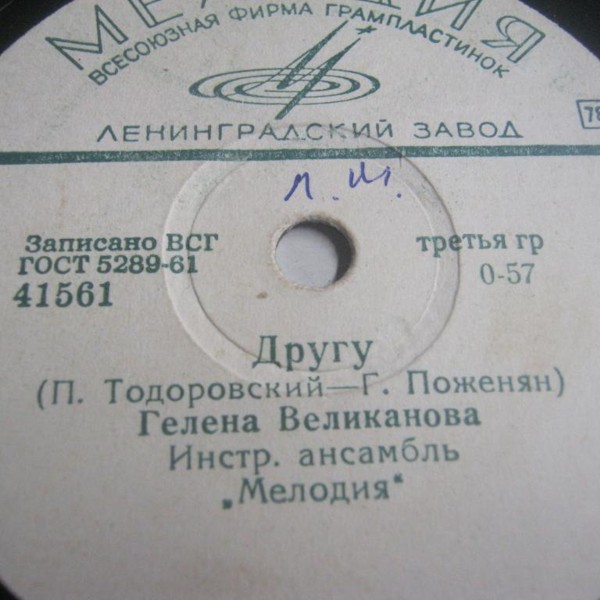 МЕЛОДИЯ
ВСЕСОЮЗНАЯ ФИРМА ГРАМПЛАСТИНОК
ЛЕНИНГРАДСКИЙ ЗАВОД
78
Л. Ш.
Записано ВСГ
ГОСТ 5289-61
41561
третья гр
0-57
Другу
(П. Тодоровский—Г. Поженян)
Гелена Великанова
Инстр. ансамбль
„Мелодия"